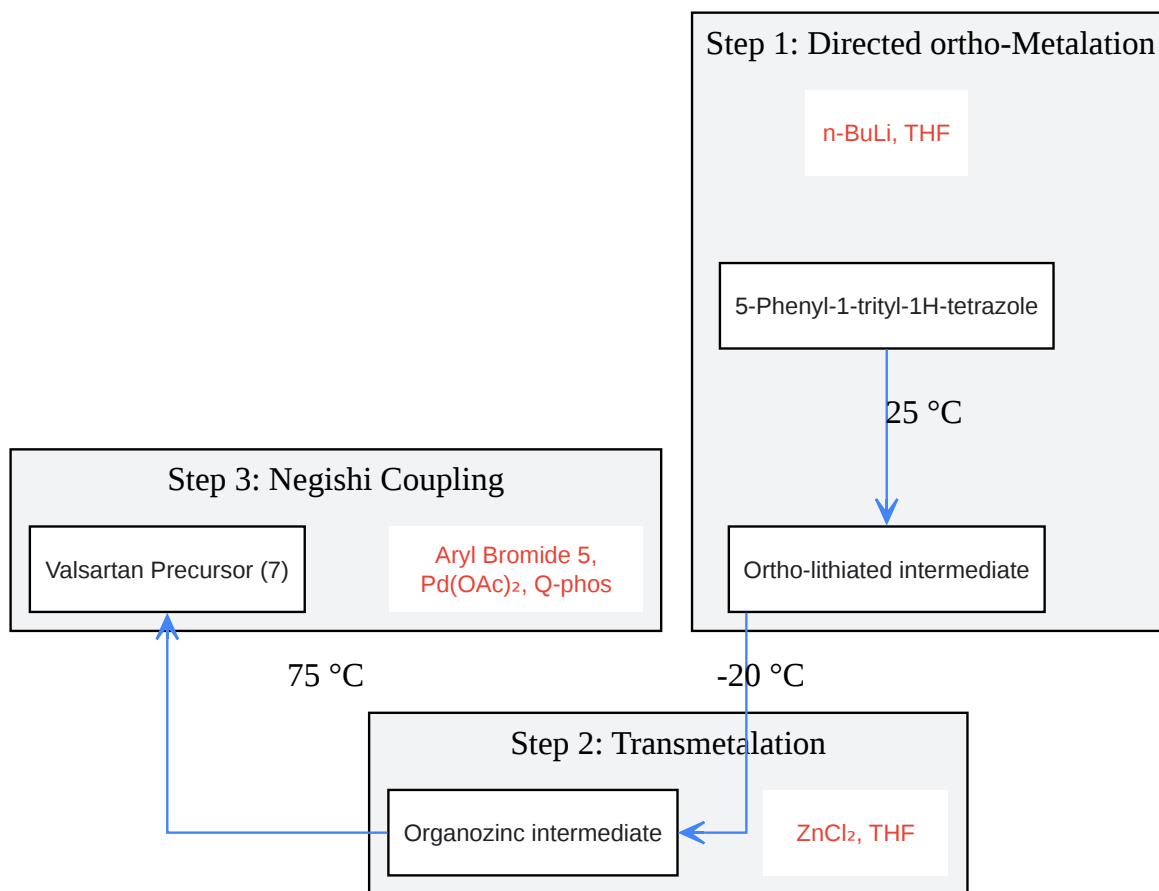 Step 1: Directed ortho-Metalation
n-BuLi, THF
5-Phenyl-1-trityl-1H-tetrazole
25 °C
Ortho-lithiated intermediate
-20 °C
Step 2: Transmetalation
Organozinc intermediate
ZnCl₂, THF
75 °C
Step 3: Negishi Coupling
Valsartan Precursor (7)
Aryl Bromide 5,
Pd(OAc)₂, Q-phos